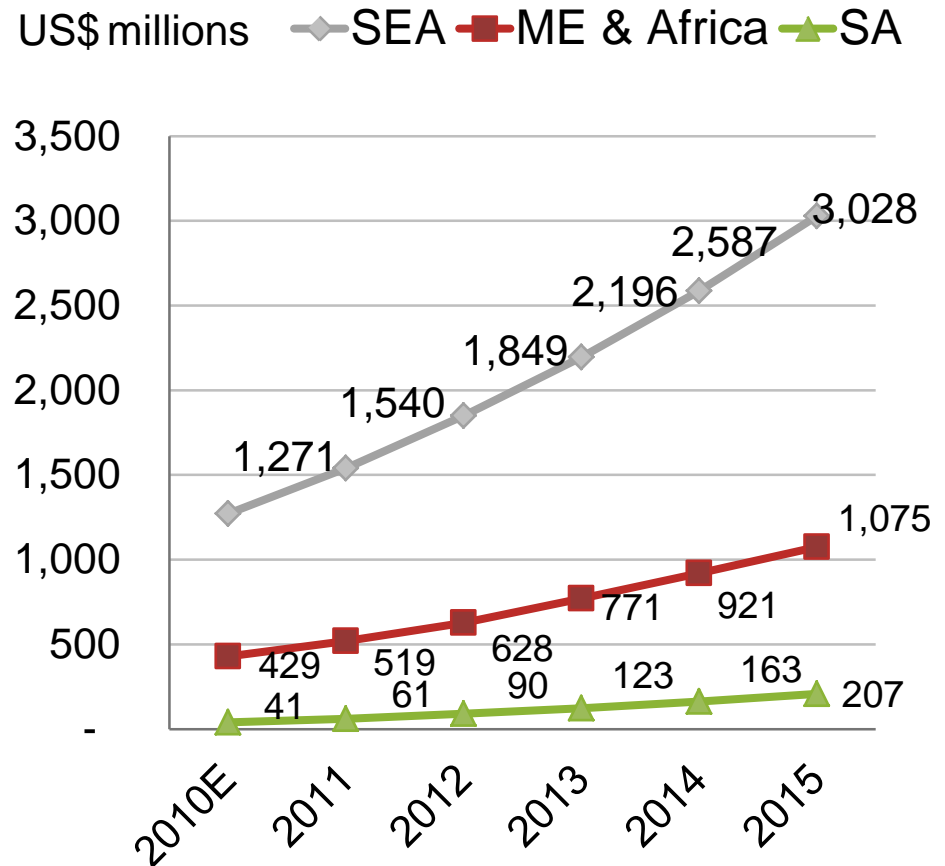 US$ millions SEA ME & Africa SA
3,500
3,000
2,500
2,000
1,500
1,000
500
-
1,271 1,540 1,849 2,196 2,587 3,028
429 519 628 771 921 1,075
41 61 90 123 163 207
2010E 2011 2012 2013 2014 2015